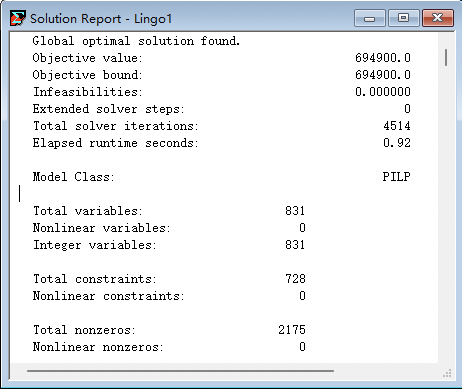 Solution Report - Lingo1
Global optimal solution found.
Objective value: 694900.0
Objective bound: 694900.0
Infeasibilities: 0.000000
Extended solver steps: 0
Total solver iterations: 4514
Elapsed runtime seconds: 0.92
Model Class: PILP
Total variables: 831
Nonlinear variables: 0
Integer variables: 831
Total constraints: 728
Nonlinear constraints: 0
Total nonzeros: 2175
Nonlinear nonzeros: 0